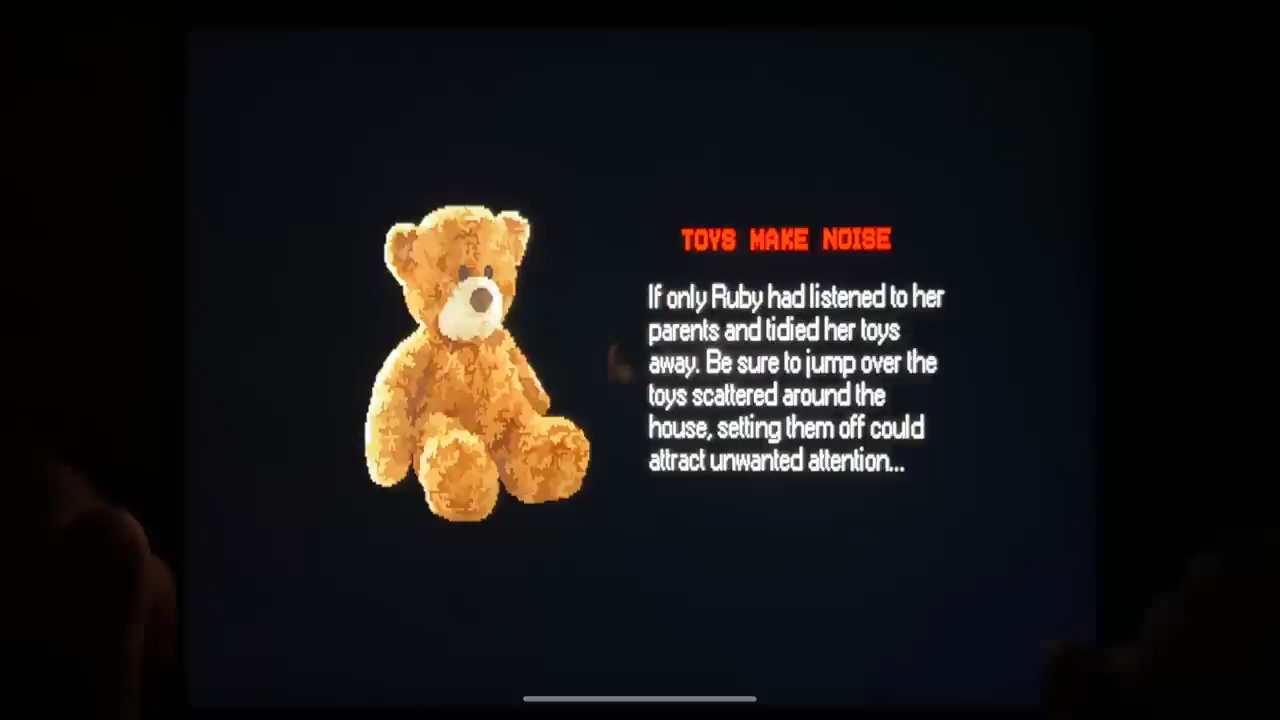 TOYS MAKE NOISE
If only Ruby had listened to her
parents and tidied her toys
away. Be sure to jump over the
toys scattered around the
house, setting them off could
attract unwanted attention...